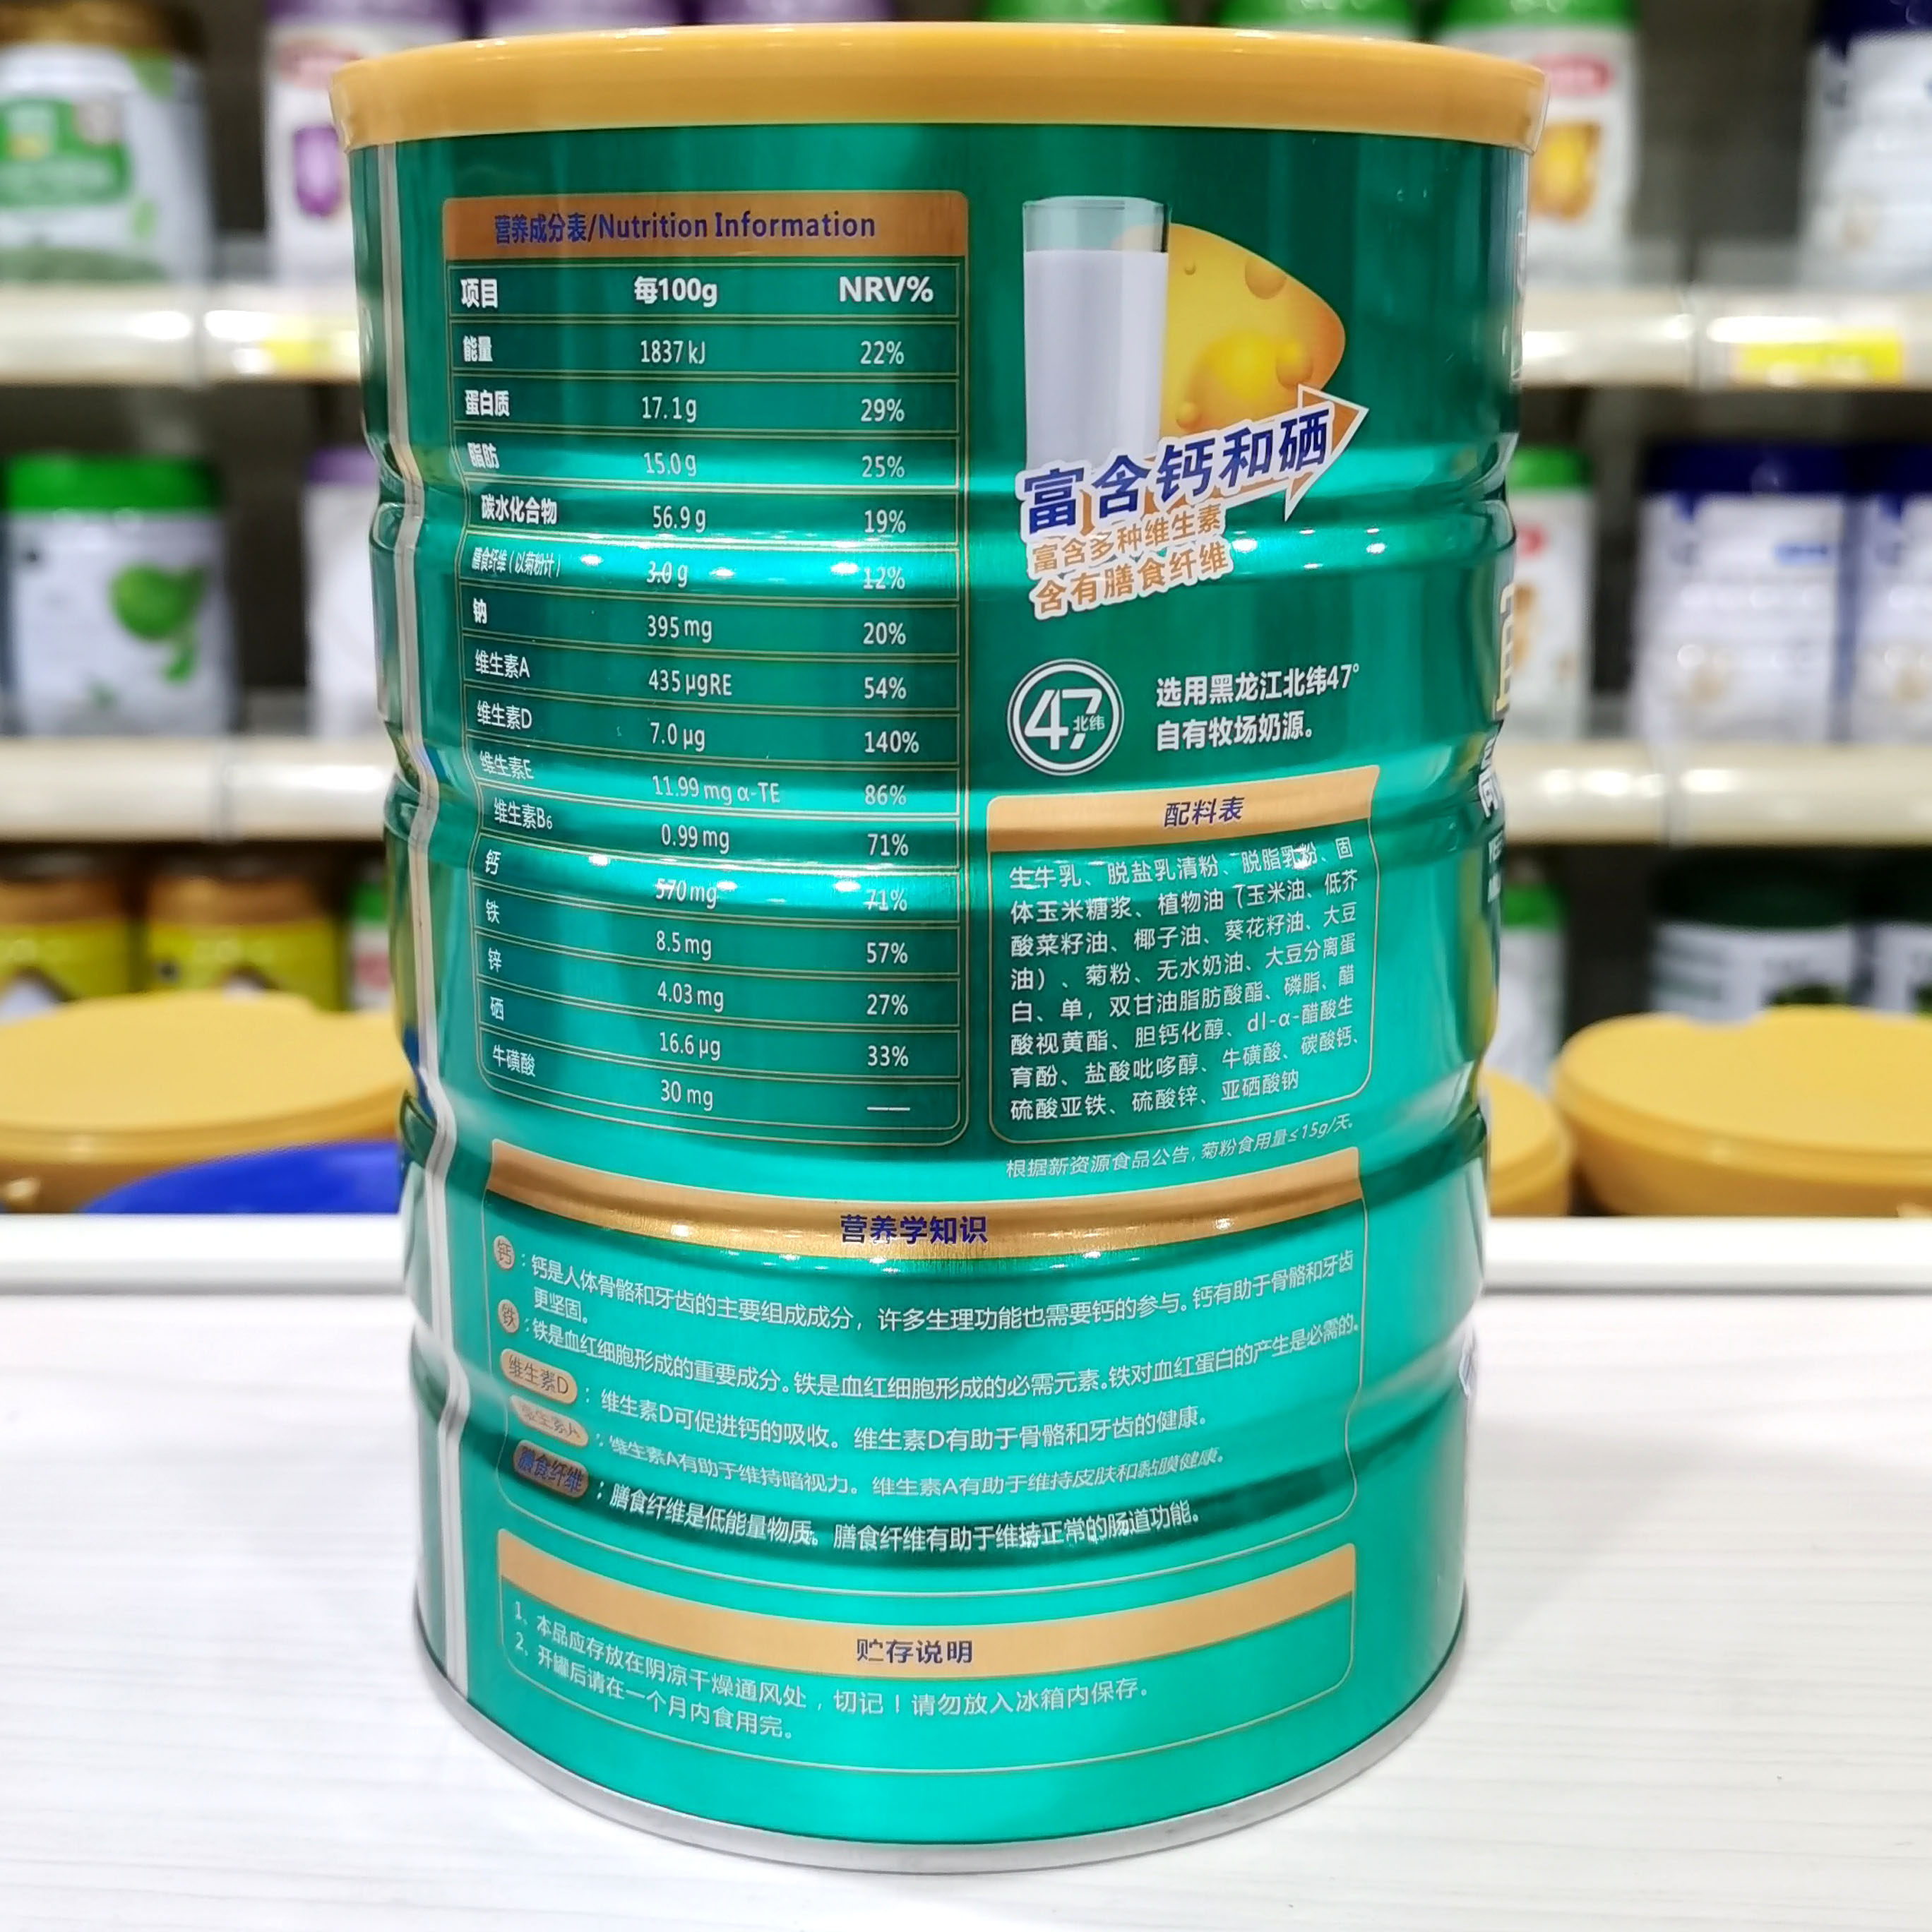 营养成分表/Nutrition Information
项目 每100g NRV%
能量 1837kJ 22%
蛋白质 17.1g 29%
脂肪 15.0g 25%
碳水化合物 56.9g 19%
膳食纤维(以菊粉计) 3.0g 12%
钠 395mg 20%
维生素A 435μgRE 54%
维生素D 7.0μg 140%
维生素E 11.99mg α-TE 86%
维生素B6 0.99mg 71%
钙 570mg 71%
铁 8.5mg 57%
锌 4.03mg 27%
硒 16.6μg 33%
牛磺酸 30mg ——
富含钙和硒
富含多种维生素
含有膳食纤维
47北纬
选用黑龙江北纬47°
自有牧场奶源。
配料表
生牛乳、脱盐乳清粉、脱脂乳粉、固
体玉米糖浆、植物油（玉米油、低芥
酸菜籽油、椰子油、葵花籽油、大豆
油）、菊粉、无水奶油、大豆分离蛋
白、单，双甘油脂肪酸酯、磷脂、醋
酸视黄酯、胆钙化醇、dl-α-醋酸生
育酚、盐酸吡哆醇、牛磺酸、碳酸钙、
硫酸亚铁、硫酸锌、亚硒酸钠
根据新资源食品公告，菊粉食用量≤15g/天。
营养学知识
钙：钙是人体骨骼和牙齿的主要组成成分，许多生理功能也需要钙的参与。钙有助于骨骼和牙齿
更坚固。
铁：铁是血红细胞形成的重要成分。铁是血红细胞形成的必需元素。铁对血红蛋白的产生是必需的。
维生素D：维生素D可促进钙的吸收。维生素D有助于骨骼和牙齿的健康。
维生素A：维生素A有助于维持暗视力。维生素A有助于维持皮肤和黏膜健康。
膳食纤维：膳食纤维是低能量物质。膳食纤维有助于维持正常的肠道功能。
贮存说明
1、本品应存放在阴凉干燥通风处，切记！请勿放入冰箱内保存。
2、开罐后请在一个月内食用完。